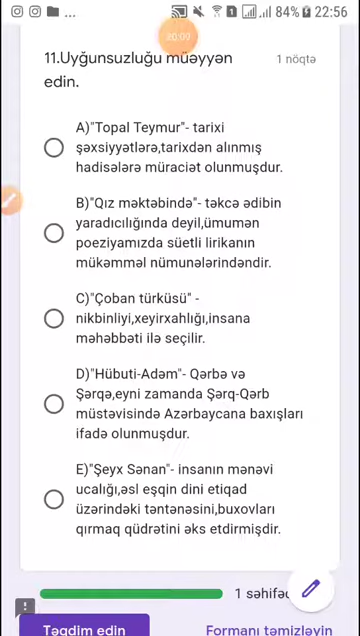 ... 84% 22:56
20:07
11.Uyğunsuzluğu müəyyən 1 nöqtə
edin.
A)"Topal Teymur"- tarixi
şəxsiyyətlərə,tarixdən alınmış
hadisələrə müraciət olunmuşdur.
B)"Qız məktəbində"- təkcə ədibin
yaradıcılığında deyil,ümumən
poeziyamızda süetli lirikanın
mükəmməl nümunələrindəndir.
C)"Çoban türküsü" -
nikbinliyi,xeyirxahlığı,insana
məhəbbəti ilə seçilir.
D)"Hübuti-Adəm"- Qərbə və
Şərqə,eyni zamanda Şərq-Qərb
müstəvisində Azərbaycana baxışları
ifadə olunmuşdur.
E)"Şeyx Sənan"- insanın mənəvi
ucalığı,əsl eşqin dini etiqad
üzərindəki təntənəsini,buxovları
qırmaq qüdrətini əks etdirmişdir.
1 səhifəd
Təqdim edin Formanı təmizləyin